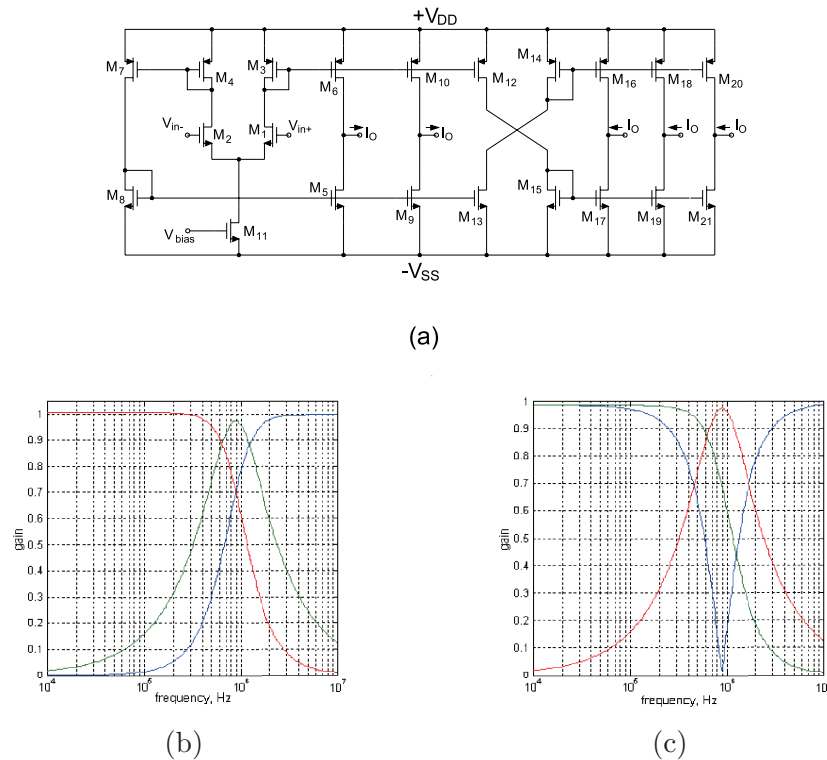 +VDD
M7 M4 M3 M6 M10 M12 M14 M16 M18 M20
Vin- M2 M1 Vin+ IO IO IO IO IO
M8 M5 M9 M13 M15 M17 M19 M21
Vbias M11
-VSS
(a)
1
0.9
0.8
0.7
0.6
0.5
0.4
0.3
0.2
0.1
0
gain
10^4 10^5 10^6 10^7
frequency, Hz
(b)
1
0.9
0.8
0.7
0.6
0.5
0.4
0.3
0.2
0.1
0
gain
10^4 10^5 10^6 10
frequency, Hz
(c)